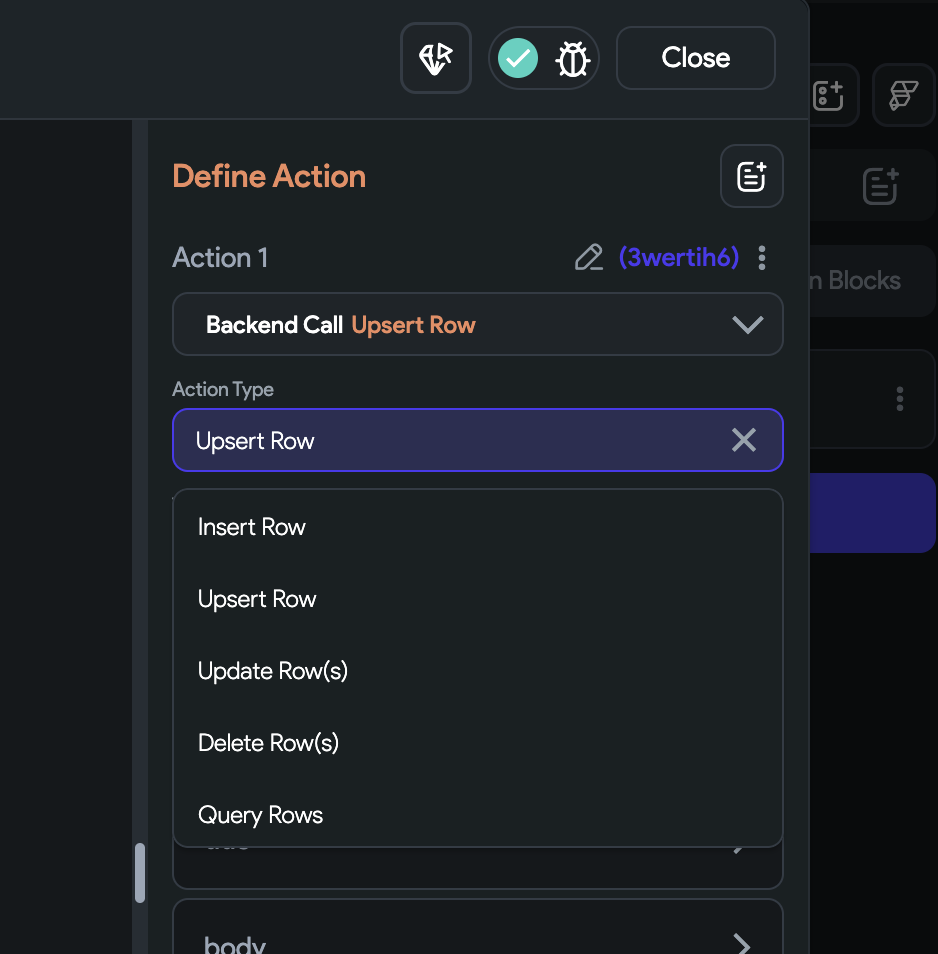 Close
Define Action
Action 1 (3wertih6)
Backend Call Upsert Row
n Blocks
Action Type
Upsert Row
Insert Row
Upsert Row
Update Row(s)
Delete Row(s)
Query Rows
body